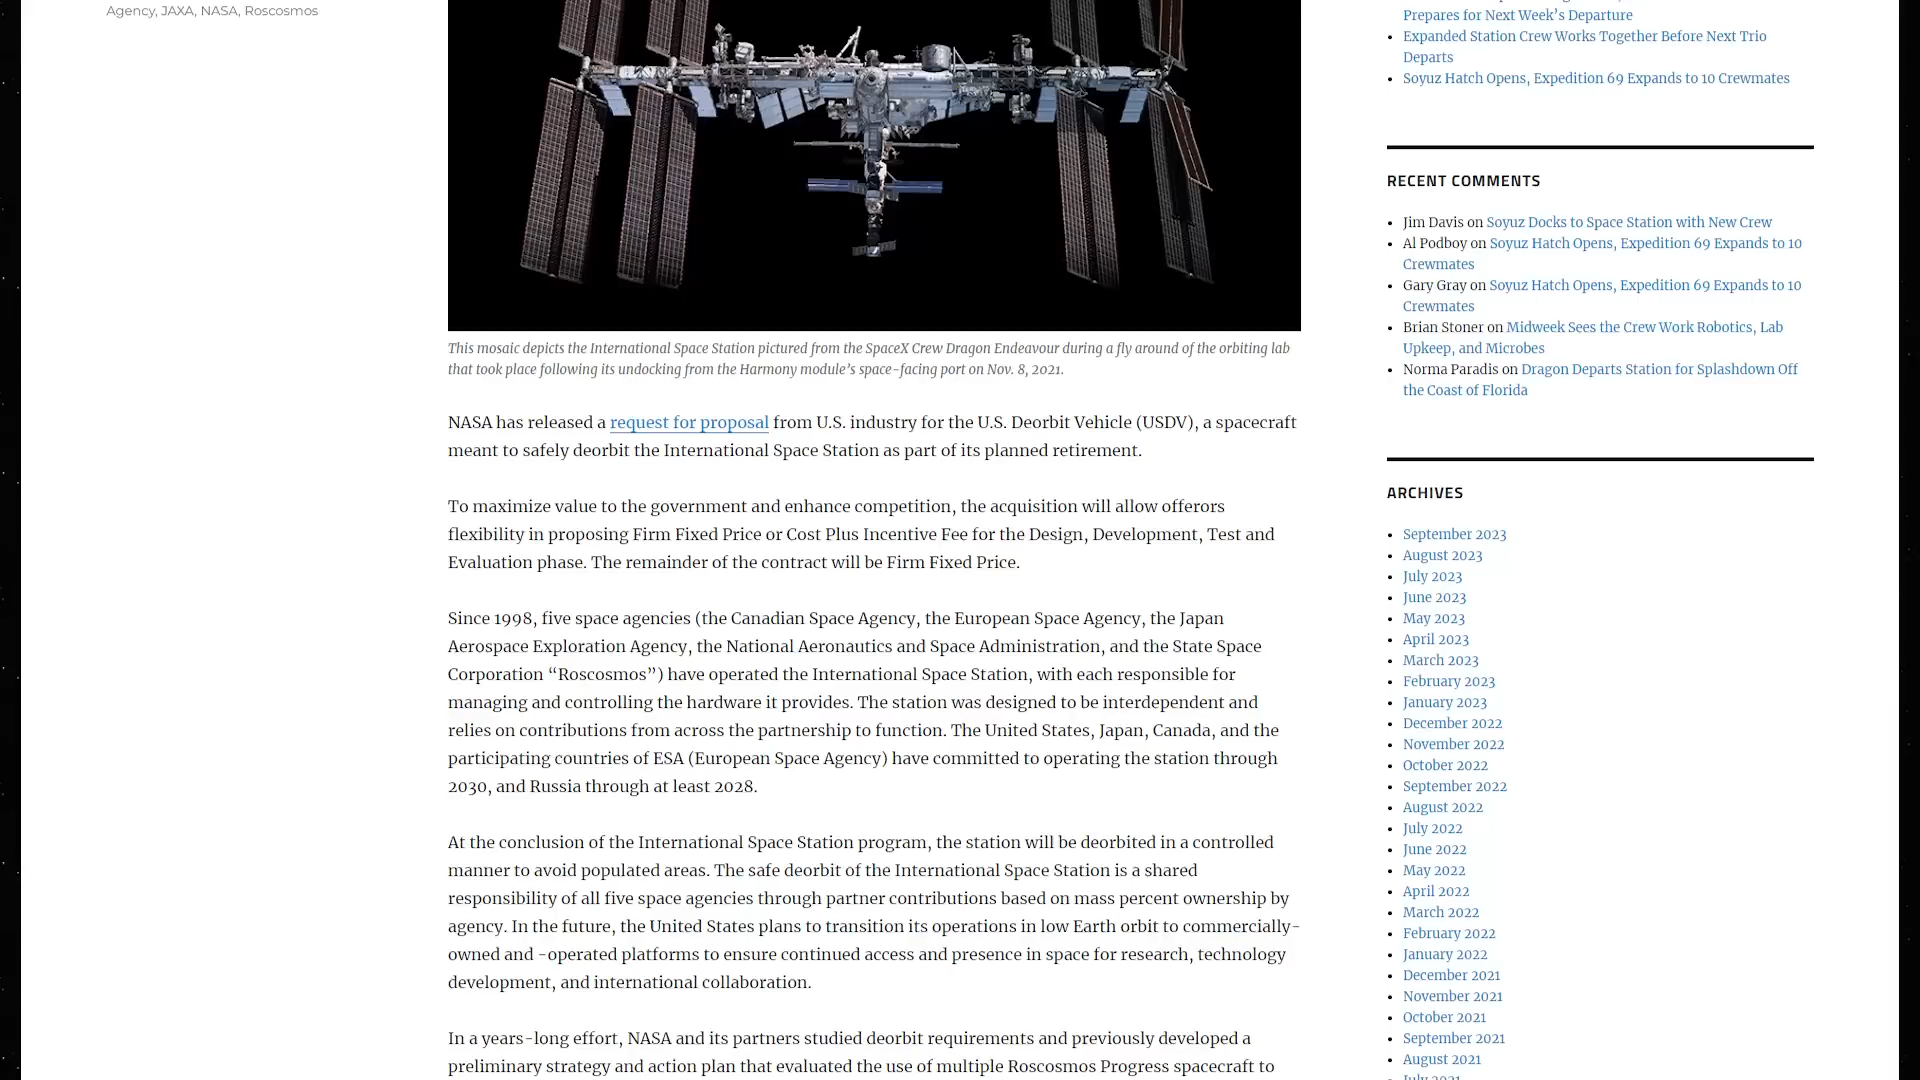 Agency, JAXA, NASA, Roscosmos
This mosaic depicts the International Space Station pictured from the SpaceX Crew Dragon Endeavour during a fly around of the orbiting lab
that took place following its undocking from the Harmony module’s space-facing port on Nov. 8, 2021.
NASA has released a request for proposal from U.S. industry for the U.S. Deorbit Vehicle (USDV), a spacecraft
meant to safely deorbit the International Space Station as part of its planned retirement.
To maximize value to the government and enhance competition, the acquisition will allow offerors
flexibility in proposing Firm Fixed Price or Cost Plus Incentive Fee for the Design, Development, Test and
Evaluation phase. The remainder of the contract will be Firm Fixed Price.
Since 1998, five space agencies (the Canadian Space Agency, the European Space Agency, the Japan
Aerospace Exploration Agency, the National Aeronautics and Space Administration, and the State Space
Corporation “Roscosmos”) have operated the International Space Station, with each responsible for
managing and controlling the hardware it provides. The station was designed to be interdependent and
relies on contributions from across the partnership to function. The United States, Japan, Canada, and the
participating countries of ESA (European Space Agency) have committed to operating the station through
2030, and Russia through at least 2028.
At the conclusion of the International Space Station program, the station will be deorbited in a controlled
manner to avoid populated areas. The safe deorbit of the International Space Station is a shared
responsibility of all five space agencies through partner contributions based on mass percent ownership by
agency. In the future, the United States plans to transition its operations in low Earth orbit to commercially-
owned and -operated platforms to ensure continued access and presence in space for research, technology
development, and international collaboration.
In a years-long effort, NASA and its partners studied deorbit requirements and previously developed a
preliminary strategy and action plan that evaluated the use of multiple Roscosmos Progress spacecraft to
Prepares for Next Week’s Departure
Expanded Station Crew Works Together Before Next Trio
Departs
Soyuz Hatch Opens, Expedition 69 Expands to 10 Crewmates
RECENT COMMENTS
Jim Davis on Soyuz Docks to Space Station with New Crew
Al Podboy on Soyuz Hatch Opens, Expedition 69 Expands to 10
Crewmates
Gary Gray on Soyuz Hatch Opens, Expedition 69 Expands to 10
Crewmates
Brian Stoner on Midweek Sees the Crew Work Robotics, Lab
Upkeep, and Microbes
Norma Paradis on Dragon Departs Station for Splashdown Off
the Coast of Florida
ARCHIVES
September 2023
August 2023
July 2023
June 2023
May 2023
April 2023
March 2023
February 2023
January 2023
December 2022
November 2022
October 2022
September 2022
August 2022
July 2022
June 2022
May 2022
April 2022
March 2022
February 2022
January 2022
December 2021
November 2021
October 2021
September 2021
August 2021
July 2021